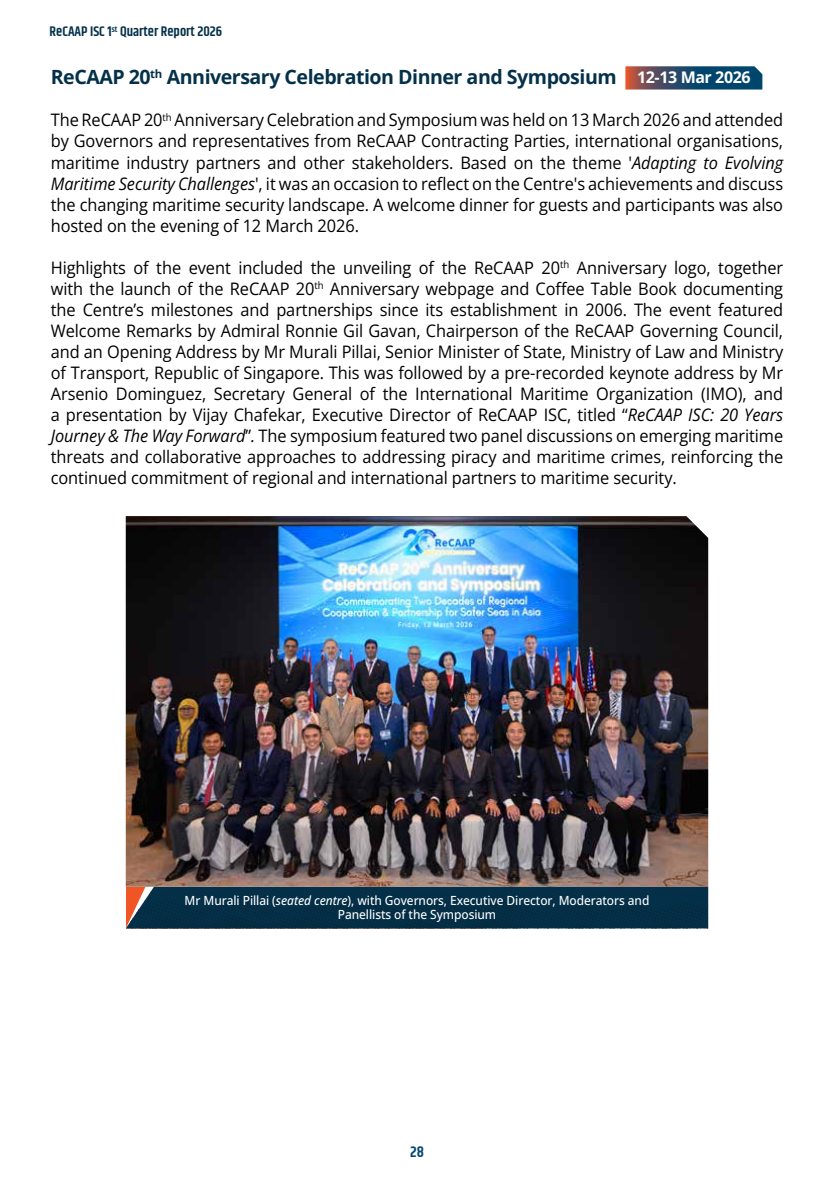 ReCAAP ISC 1st Quarter Report 2026
ReCAAP 20th Anniversary Celebration Dinner and Symposium 12-13 Mar 2026
The ReCAAP 20th Anniversary Celebration and Symposium was held on 13 March 2026 and attended
by Governors and representatives from ReCAAP Contracting Parties, international organisations,
maritime industry partners and other stakeholders. Based on the theme 'Adapting to Evolving
Maritime Security Challenges', it was an occasion to reflect on the Centre's achievements and discuss
the changing maritime security landscape. A welcome dinner for guests and participants was also
hosted on the evening of 12 March 2026.
Highlights of the event included the unveiling of the ReCAAP 20th Anniversary logo, together
with the launch of the ReCAAP 20th Anniversary webpage and Coffee Table Book documenting
the Centre’s milestones and partnerships since its establishment in 2006. The event featured
Welcome Remarks by Admiral Ronnie Gil Gavan, Chairperson of the ReCAAP Governing Council,
and an Opening Address by Mr Murali Pillai, Senior Minister of State, Ministry of Law and Ministry
of Transport, Republic of Singapore. This was followed by a pre-recorded keynote address by Mr
Arsenio Dominguez, Secretary General of the International Maritime Organization (IMO), and
a presentation by Vijay Chafekar, Executive Director of ReCAAP ISC, titled “ReCAAP ISC: 20 Years
Journey & The Way Forward”. The symposium featured two panel discussions on emerging maritime
threats and collaborative approaches to addressing piracy and maritime crimes, reinforcing the
continued commitment of regional and international partners to maritime security.
20 ReCAAP
ReCAAP 20th Anniversary
Celebration and Symposium
Commemorating Two Decades of Regional
Cooperation & Partnership for Safer Seas in Asia
Friday, March 2026
Mr Murali Pillai (seated centre), with Governors, Executive Director, Moderators and
Panellists of the Symposium
28